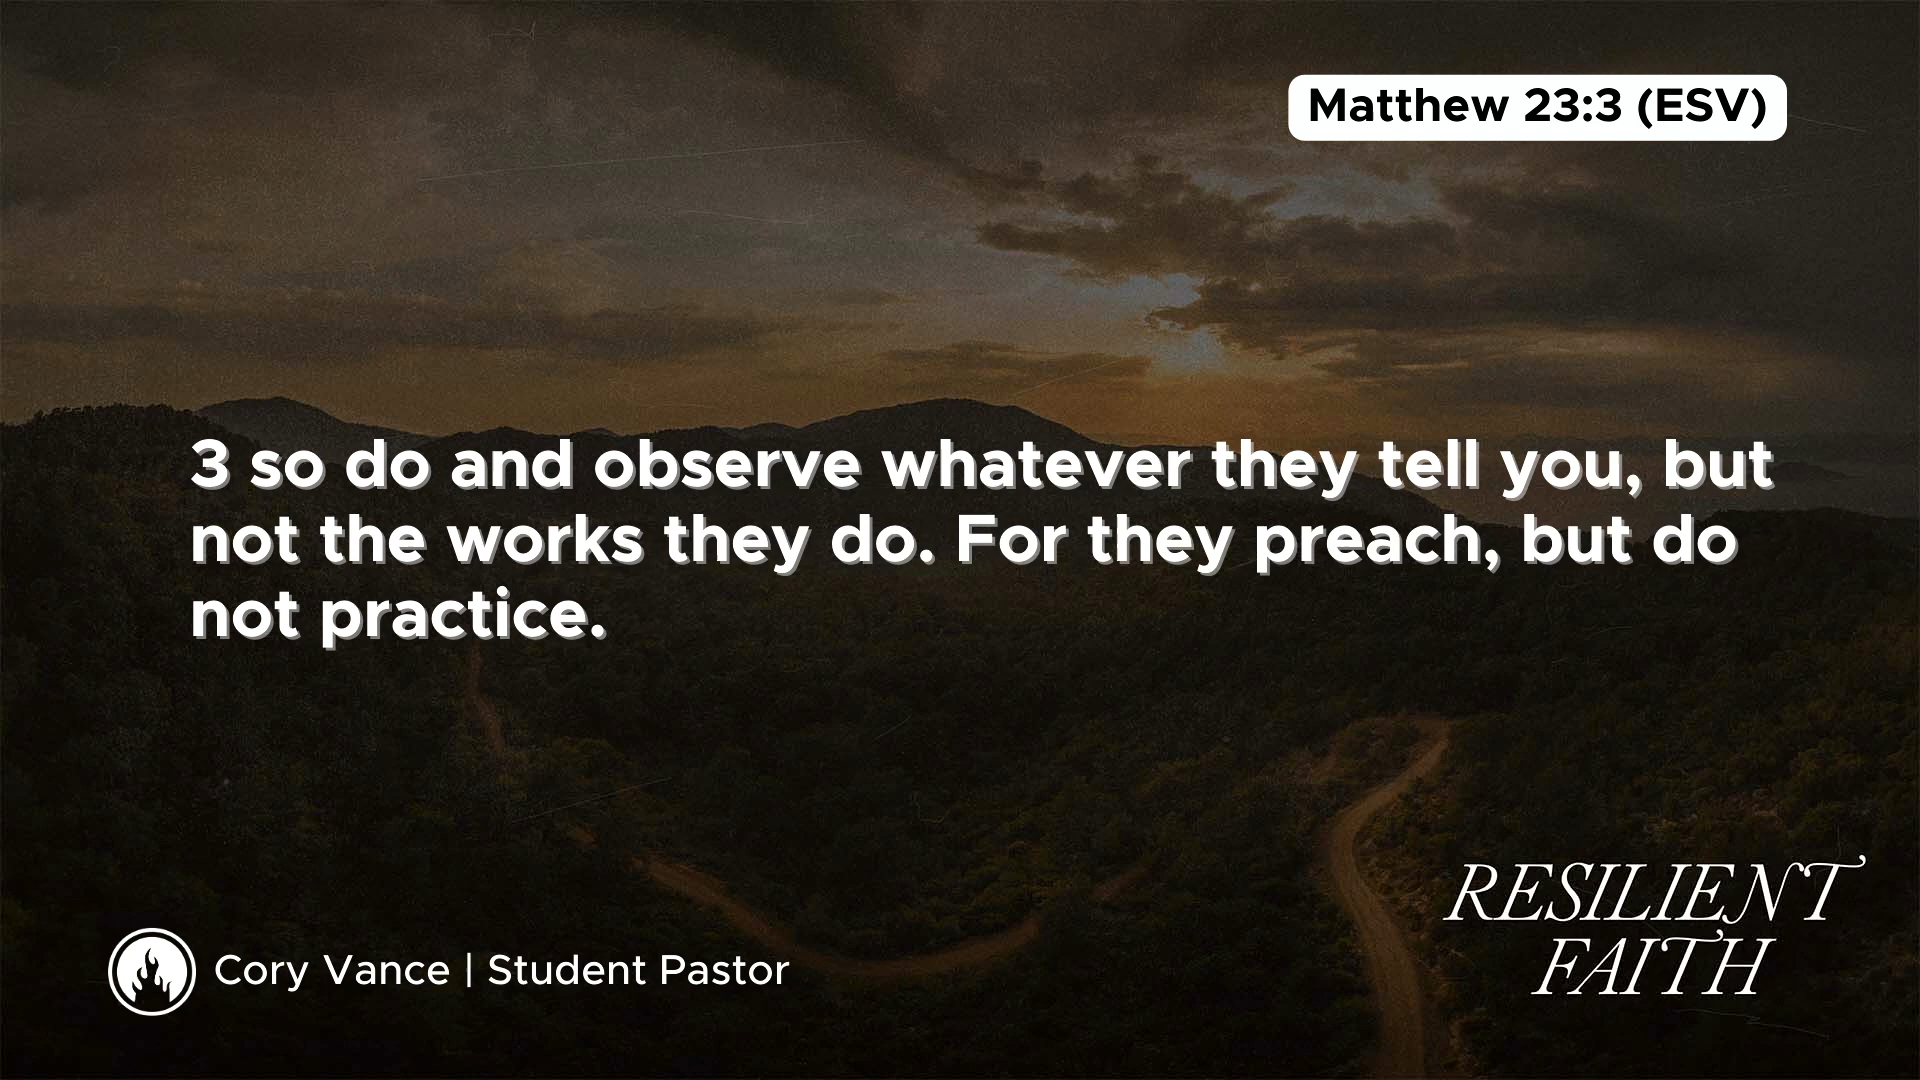 Matthew 23:3 (ESV)
3 so do and observe whatever they tell you, but
not the works they do. For they preach, but do
not practice.
Cory Vance | Student Pastor
RESILIENT
FAITH